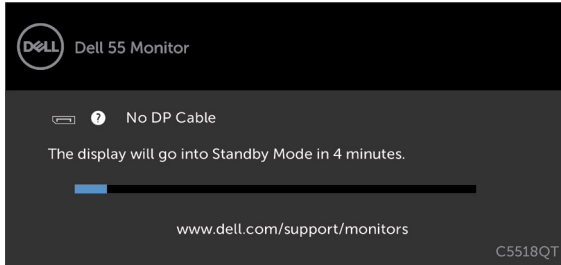 DELL
Dell 55 Monitor
? No DP Cable
The display will go into Standby Mode in 4 minutes.
www.dell.com/support/monitors
C5518QT